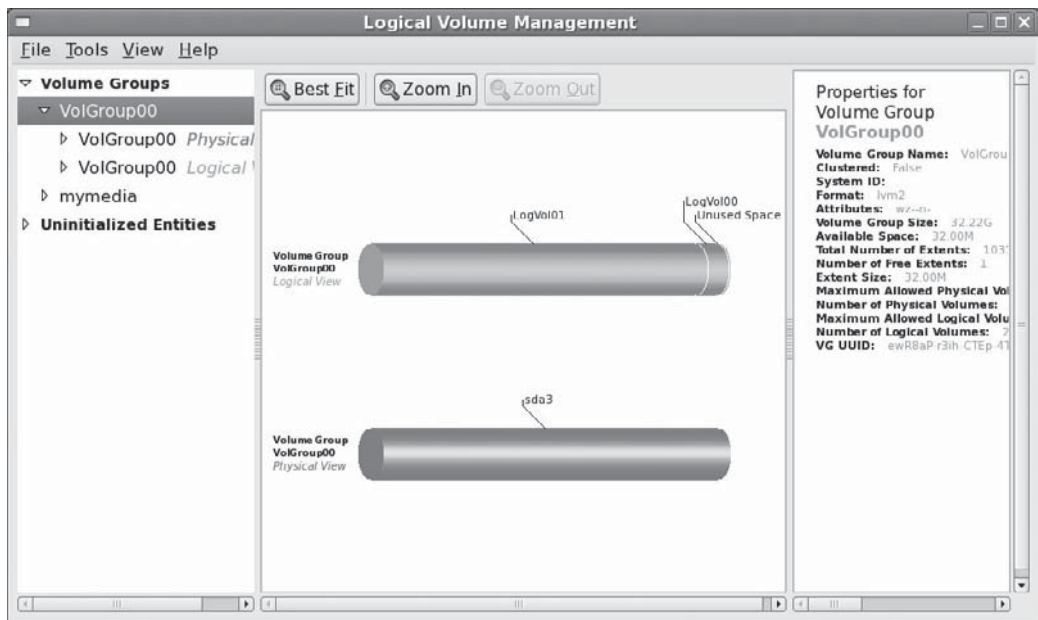 Logical Volume Management
File Tools View Help
Volume Groups
VolGroup00
VolGroup00 Physical
VolGroup00 Logical
mymedia
Uninitialized Entities
Best Fit
Zoom In
Zoom Out
LogVol01
LogVol00
Unused Space
Volume Group
VolGroup00
Logical View
sda3
Volume Group
VolGroup00
Physical View
Properties for
Volume Group
VolGroup00
Volume Group Name: VolGrou
Clustered: False
System ID:
Format: lvm2
Attributes: wz--n-
Volume Group Size: 32.22G
Available Space: 32.00M
Total Number of Extents: 103
Number of Free Extents: 1
Extent Size: 32.00M
Maximum Allowed Physical Vol
Number of Physical Volumes:
Maximum Allowed Logical Volu
Number of Logical Volumes: 2
VG UUID: ewR8aP-r3ih-CTEp-4T